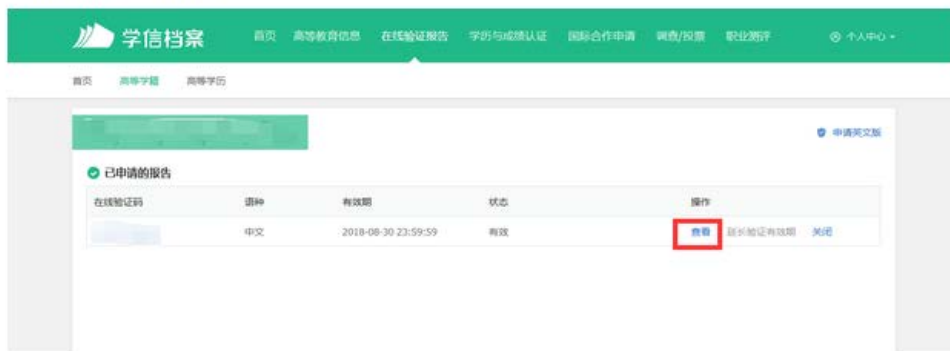 学信档案 首页 高等教育信息 在线验证报告 学历与成绩认证 国际合作申请 调查/投票 职业测评 个人中心
首页 高等学籍 高等学历
申请英文版
已申请的报告
在线验证码 语种 有效期 状态 操作
中文 2018-08-30 23:59:59 有效 查看 延长验证有效期 关闭